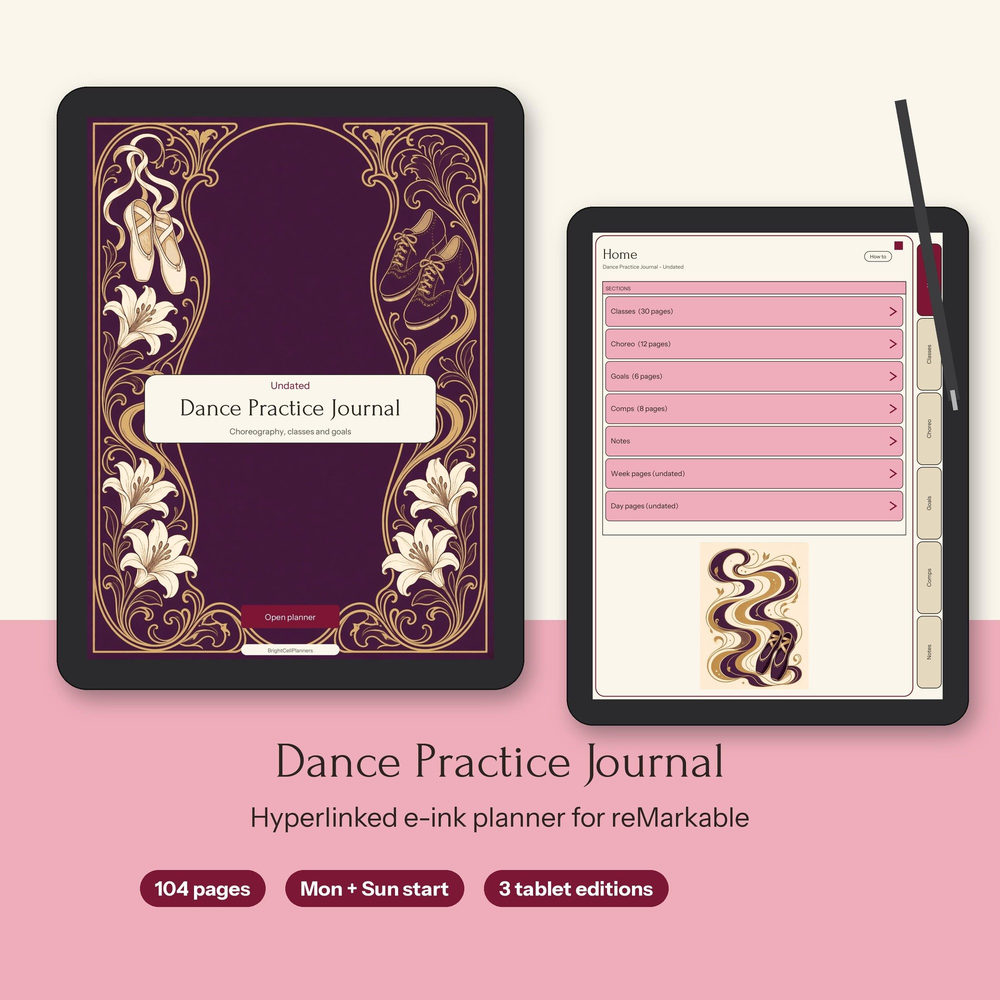 Undated
Dance Practice Journal
Choreography, classes and goals
Open planner
BrightCellPlanners
Home
Dance Practice Journal - Undated
How to
SECTIONS
Classes (30 pages)
Choreo (12 pages)
Goals (6 pages)
Comps (8 pages)
Notes
Week pages (undated)
Day pages (undated)
Classes
Choreo
Goals
Comps
Notes
Dance Practice Journal
Hyperlinked e-ink planner for reMarkable
104 pages
Mon + Sun start
3 tablet editions